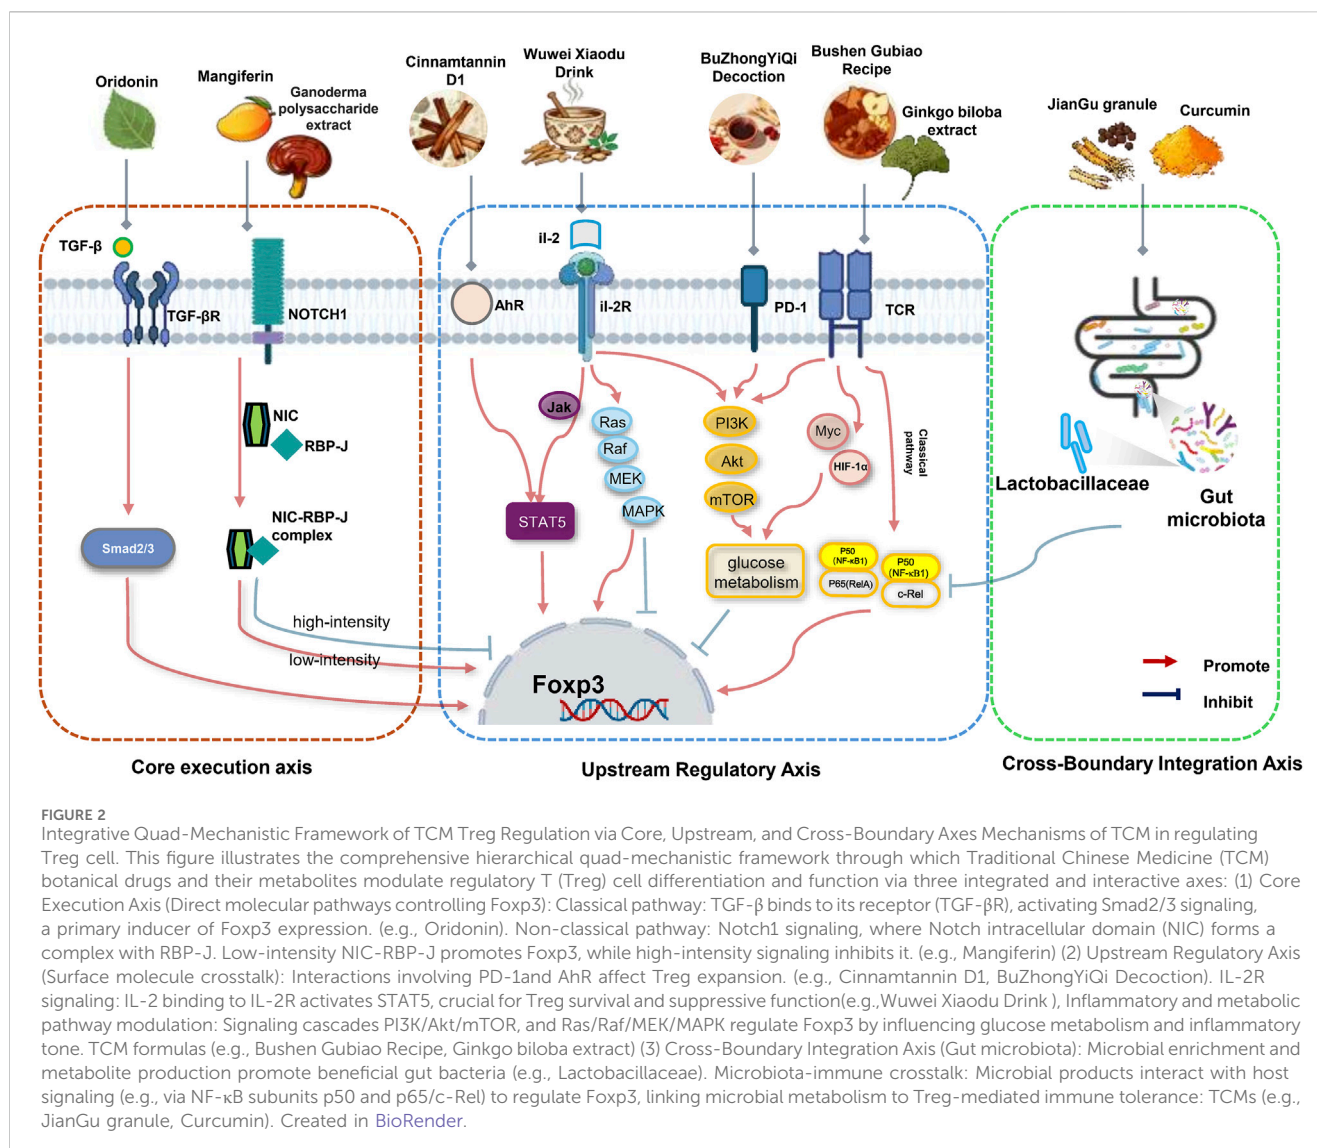 Oridonin
Mangiferin
Ganoderma
polysaccharide
extract
Cinnamtannin
D1
Wuwei Xiaodu
Drink
BuZhongYiQi
Decoction
Bushen Gubiao
Recipe
Ginkgo biloba
extract
JianGu granule
Curcumin
TGF-β
TGF-βR
NOTCH1
NIC
RBP-J
NIC-RBP-J
complex
Smad2/3
high-intensity
low-intensity
AhR
iI-2
iI-2R
PD-1
TCR
Jak
STAT5
Ras
Raf
MEK
MAPK
PI3K
Akt
mTOR
Myc
HIF-1α
Classical
pathway
glucose
metabolism
P50
(NF-κB1)
P65(RelA)
P50
(NF-κB1)
c-Rel
Foxp3
Lactobacillaceae
Gut
microbiota
Promote
Inhibit
Core execution axis
Upstream Regulatory Axis
Cross-Boundary Integration Axis
FIGURE 2
Integrative Quad-Mechanistic Framework of TCM Treg Regulation via Core, Upstream, and Cross-Boundary Axes Mechanisms of TCM in regulating
Treg cell. This figure illustrates the comprehensive hierarchical quad-mechanistic framework through which Traditional Chinese Medicine (TCM)
botanical drugs and their metabolites modulate regulatory T (Treg) cell differentiation and function via three integrated and interactive axes: (1) Core
Execution Axis (Direct molecular pathways controlling Foxp3): Classical pathway: TGF-β binds to its receptor (TGF-βR), activating Smad2/3 signaling,
a primary inducer of Foxp3 expression. (e.g., Oridonin). Non-classical pathway: Notch1 signaling, where Notch intracellular domain (NIC) forms a
complex with RBP-J. Low-intensity NIC-RBP-J promotes Foxp3, while high-intensity signaling inhibits it. (e.g., Mangiferin) (2) Upstream Regulatory Axis
(Surface molecule crosstalk): Interactions involving PD-1and AhR affect Treg expansion. (e.g., Cinnamtannin D1, BuZhongYiQi Decoction). IL-2R
signaling: IL-2 binding to IL-2R activates STAT5, crucial for Treg survival and suppressive function(e.g.,Wuwei Xiaodu Drink ), Inflammatory and metabolic
pathway modulation: Signaling cascades PI3K/Akt/mTOR, and Ras/Raf/MEK/MAPK regulate Foxp3 by influencing glucose metabolism and inflammatory
tone. TCM formulas (e.g., Bushen Gubiao Recipe, Ginkgo biloba extract) (3) Cross-Boundary Integration Axis (Gut microbiota): Microbial enrichment and
metabolite production promote beneficial gut bacteria (e.g., Lactobacillaceae). Microbiota-immune crosstalk: Microbial products interact with host
signaling (e.g., via NF-κB subunits p50 and p65/c-Rel) to regulate Foxp3, linking microbial metabolism to Treg-mediated immune tolerance: TCMs (e.g.,
JianGu granule, Curcumin). Created in BioRender.